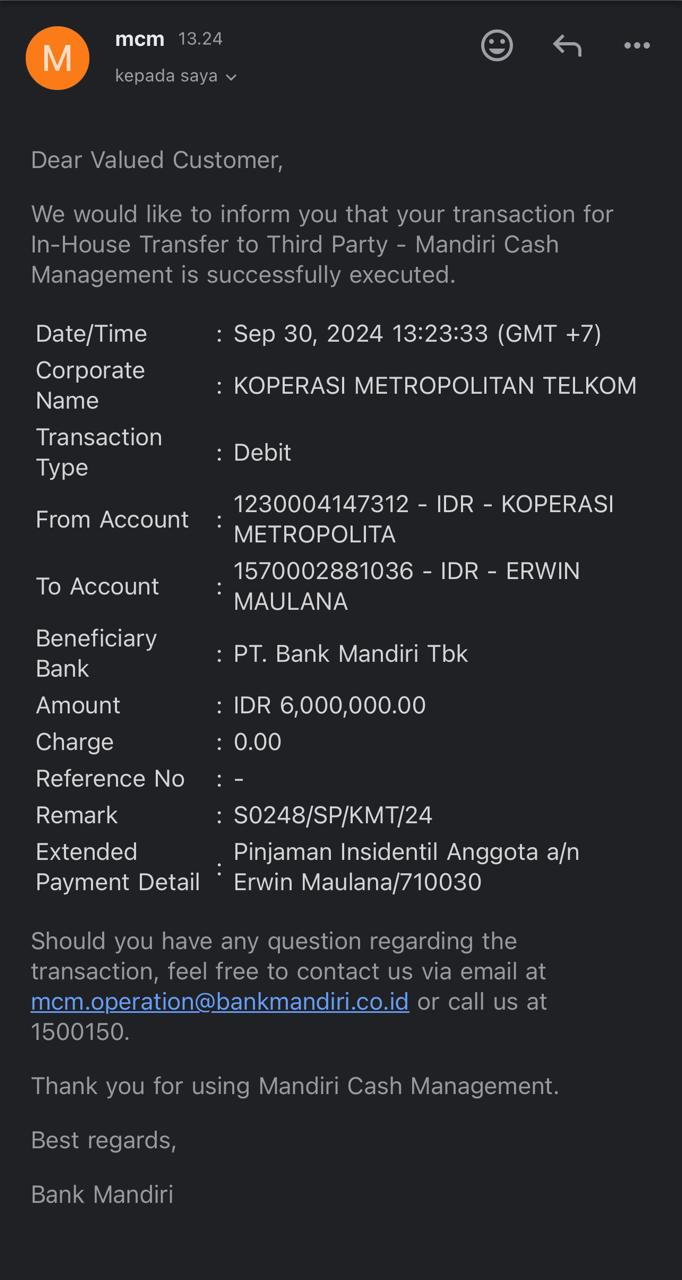 mcm 13.24
kepada saya
Dear Valued Customer,
We would like to inform you that your transaction for
In-House Transfer to Third Party - Mandiri Cash
Management is successfully executed.
Date/Time : Sep 30, 2024 13:23:33 (GMT +7)
Corporate
Name : KOPERASI METROPOLITAN TELKOM
Transaction
Type : Debit
From Account : 1230004147312 - IDR - KOPERASI
METROPOLITA
To Account : 1570002881036 - IDR - ERWIN
MAULANA
Beneficiary
Bank : PT. Bank Mandiri Tbk
Amount : IDR 6,000,000.00
Charge : 0.00
Reference No : -
Remark : S0248/SP/KMT/24
Extended : Pinjaman Insidentil Anggota a/n
Payment Detail Erwin Maulana/710030
Should you have any question regarding the
transaction, feel free to contact us via email at
mcm.operation@bankmandiri.co.id or call us at
1500150.
Thank you for using Mandiri Cash Management.
Best regards,
Bank Mandiri